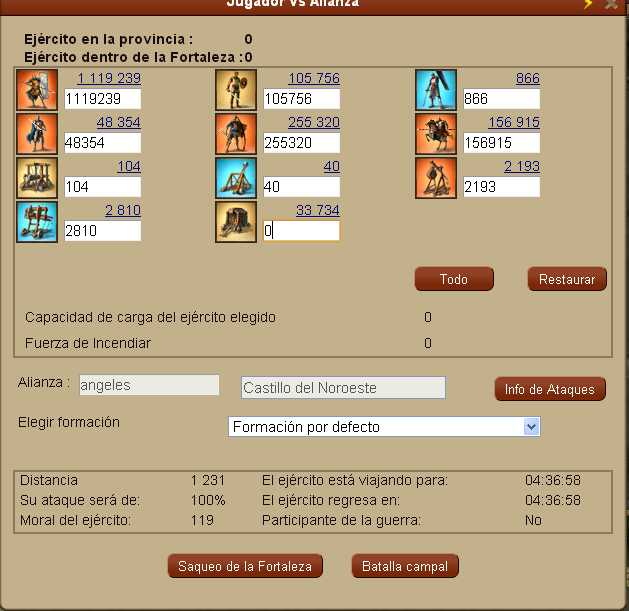 Jugador vs Alianza
Ejército en la provincia : 0
Ejército dentro de la Fortaleza :0
1 119 239 105 756 866
1119239 105756 866
48 354 255 320 156 915
48354 255320 156915
104 40 2 193
104 40 2193
2 810 33 734
2810 0
Todo Restaurar
Capacidad de carga del ejército elegido 0
Fuerza de Incendiar 0
Alianza : angeles Castillo del Noroeste Info de Ataques
Elegir formación Formación por defecto
Distancia 1 231 El ejército está viajando para: 04:36:58
Su ataque será de: 100% El ejército regresa en: 04:36:58
Moral del ejército: 119 Participante de la guerra: No
Saqueo de la Fortaleza Batalla campal